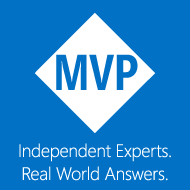 MVP
Independent Experts.
Real World Answers.